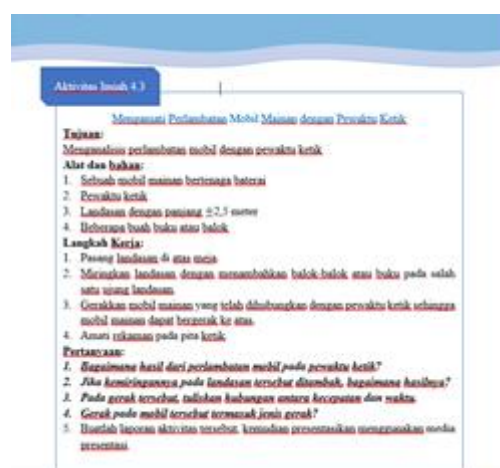 Aktivitas Ilmiah 4.3
Mengamati Perlambatan Mobil Mainan dengan Pewaktu Ketik
Tujuan:
Menganalisis perlambatan mobil dengan pewaktu ketik
Alat dan bahan:
1. Sebuah mobil mainan bertenaga baterai
2. Pewaktu ketik
3. Landasan dengan panjang ±2,5 meter
4. Beberapa buah buku atau balok
Langkah Kerja:
1. Pasang landasan di atas meja
2. Miringkan landasan dengan menambahkan balok-balok atau buku pada salah
satu ujung landasan.
3. Gerakkan mobil mainan yang telah dihubungkan dengan pewaktu ketik sehingga
mobil mainan dapat bergerak ke atas.
4. Amati rekaman pada pita ketik
Pertanyaan:
1. Bagaimana hasil dari perlambatan mobil pada pewaktu ketik?
2. Jika kemiringannya pada landasan tersebut ditambah, bagaimana hasilnya?
3. Pada gerak tersebut, tuliskan hubungan antara kecepatan dan waktu.
4. Gerak pada mobil tersebut termasuk jenis gerak?
5. Buatlah laporan aktivitas tersebut, kemudian presentasikan menggunakan media
presentasi.